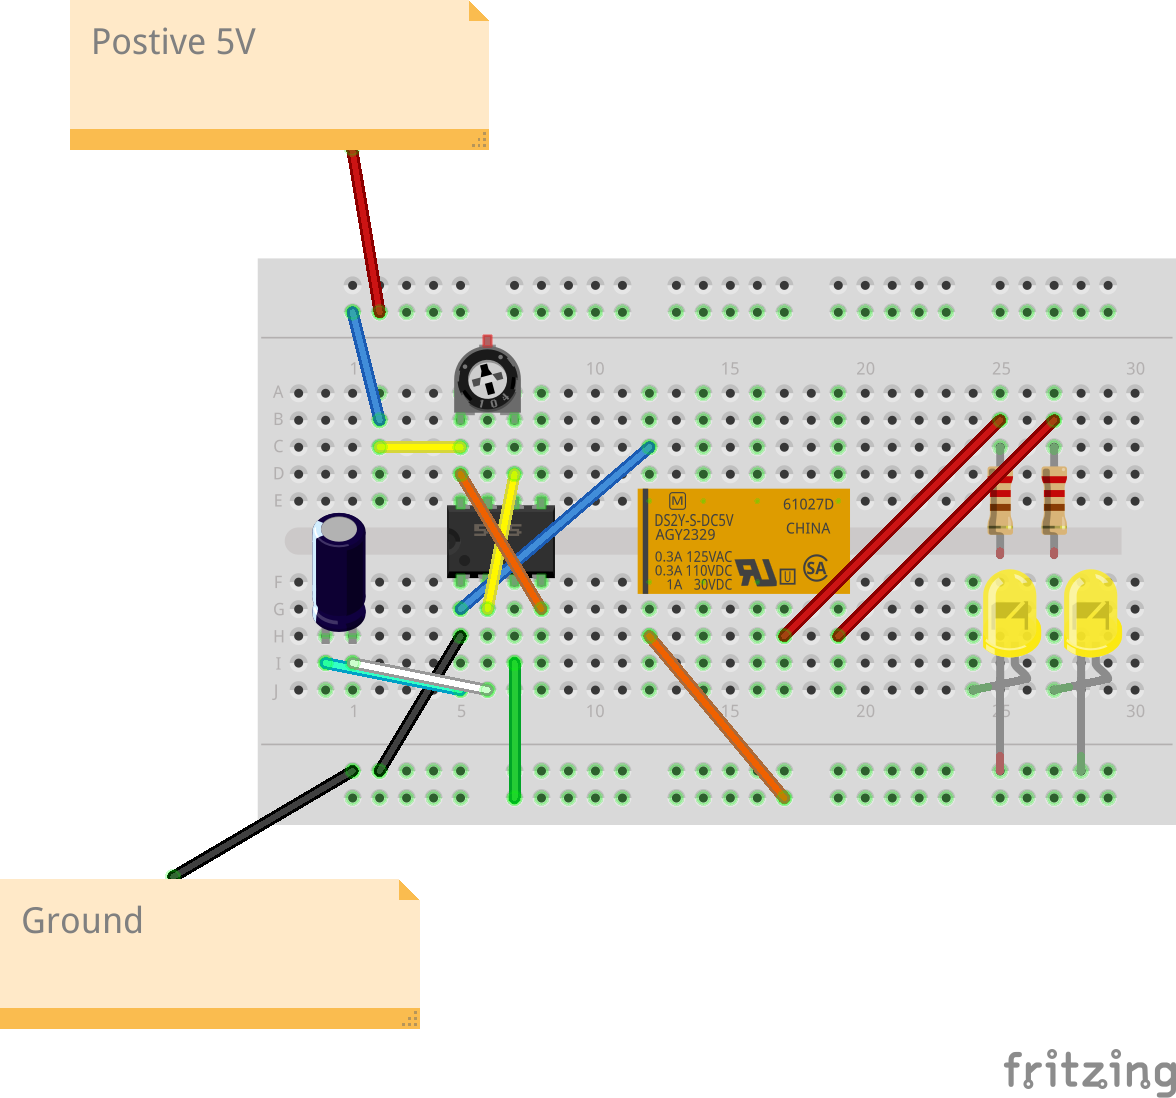 Postive 5V
1 10 15 20 25 30
A
B
104
C
D
E
M 61027D
555
DS2Y-S-DC5V CHINA
AGY2329
0.3A 125VAC
0.3A 110VDC
1A 30VDC
U
SA
F
G
H
I
J
1 5 10 15 20 25 30
Ground
fritzing